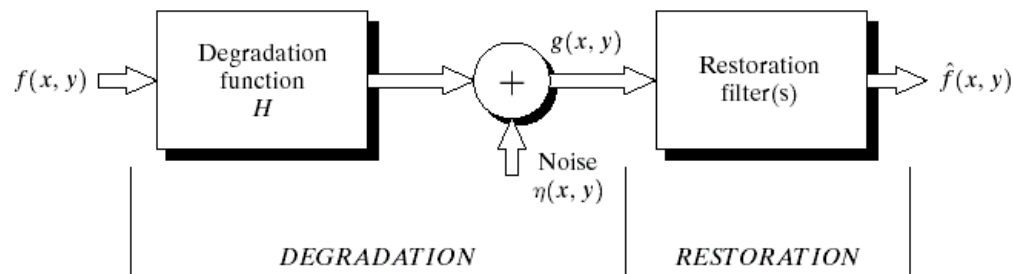 f(x, y)
Degradation
function
H
+
Noise
η(x, y)
g(x, y)
Restoration
filter(s)
f̂(x, y)
DEGRADATION
RESTORATION